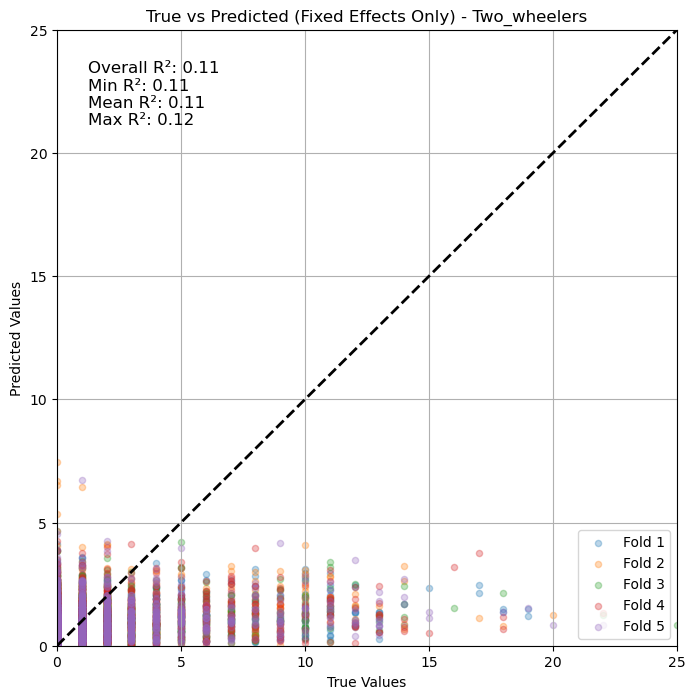 True vs Predicted (Fixed Effects Only) - Two_wheelers
25
20
15
10
5
0
Predicted Values
Overall R²: 0.11
Min R²: 0.11
Mean R²: 0.11
Max R²: 0.12
Fold 1
Fold 2
Fold 3
Fold 4
Fold 5
0 5 10 15 20 25
True Values